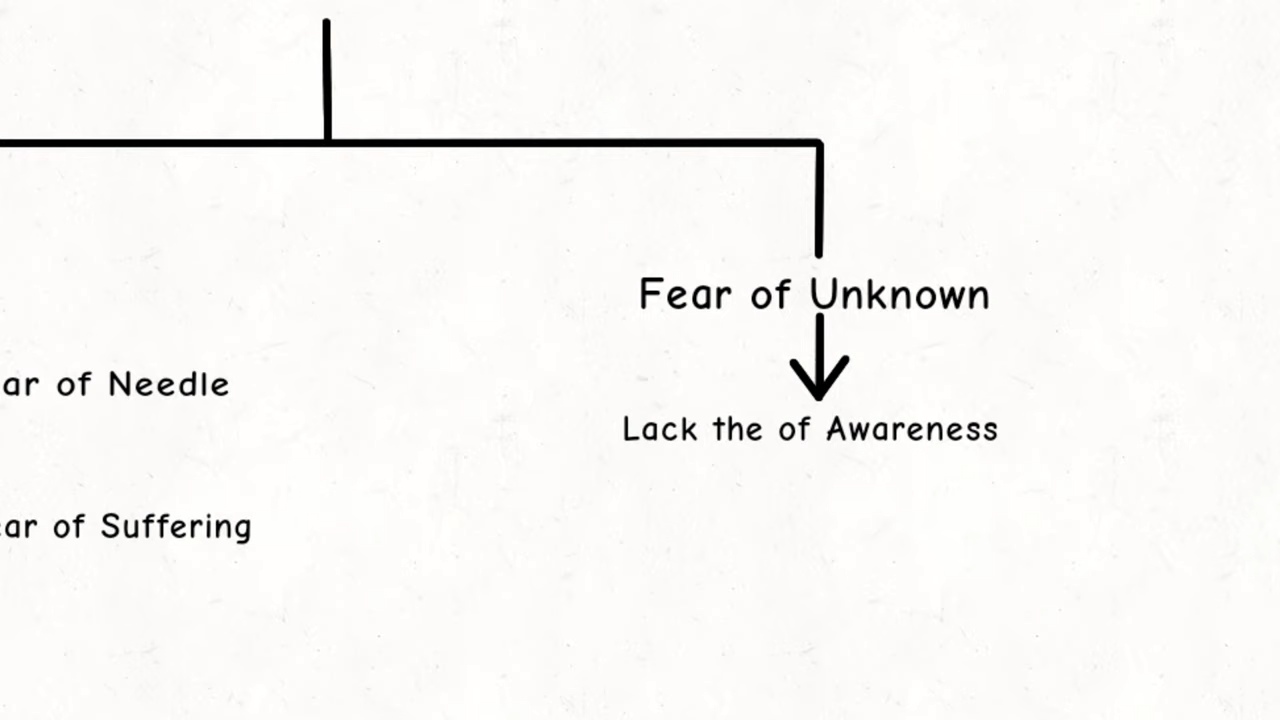 Fear of Unknown
ar of Needle
Lack the of Awareness
ar of Suffering